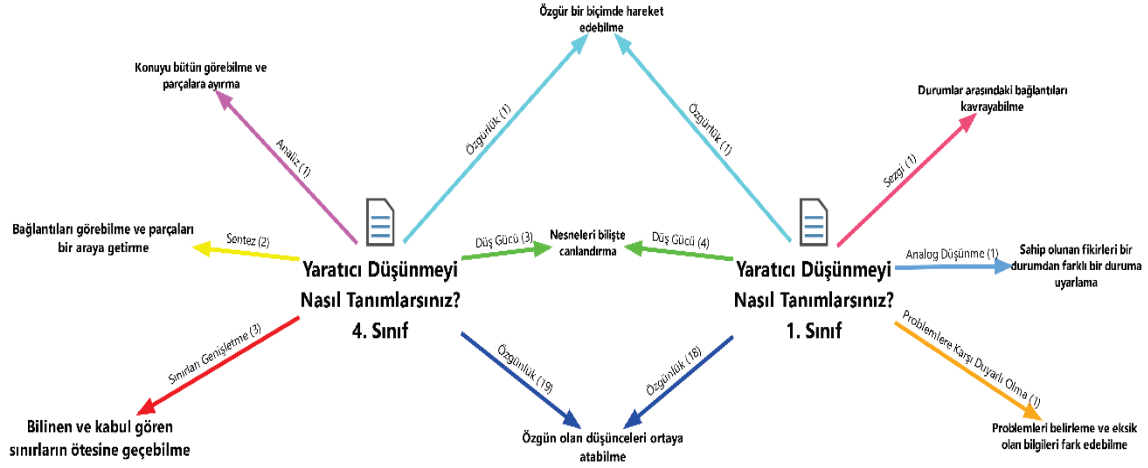 Özgür bir biçimde hareket
edebilme
Konuyu bütün görebilme ve
parçalara ayırma
Durumlar arasındaki bağlantıları
kavrayabilme
Analiz (1)
Özgürlük (1)
Özgürlük (1)
Sezgi (1)
Bağlantıları görebilme ve parçaları
bir araya getirme
Sentez (2)
Düş Gücü (3)
Nesneleri bilişte
canlandırma
Düş Gücü (4)
Analog Düşünme (1)
Sahip olunan fikirleri bir
durumdan farklı bir duruma
uyarlama
Yaratıcı Düşünmeyi
Nasıl Tanımlarsınız?
4. Sınıf
Yaratıcı Düşünmeyi
Nasıl Tanımlarsınız?
1. Sınıf
Sınırları Genişletme (3)
Özgünlük (19)
Özgünlük (18)
Problemlere Karşı Duyarlı Olma (1)
Bilinen ve kabul gören
sınırların ötesine geçebilme
Özgün olan düşünceleri ortaya
atabilme
Problemleri belirleme ve eksik
olan bilgileri fark edebilme